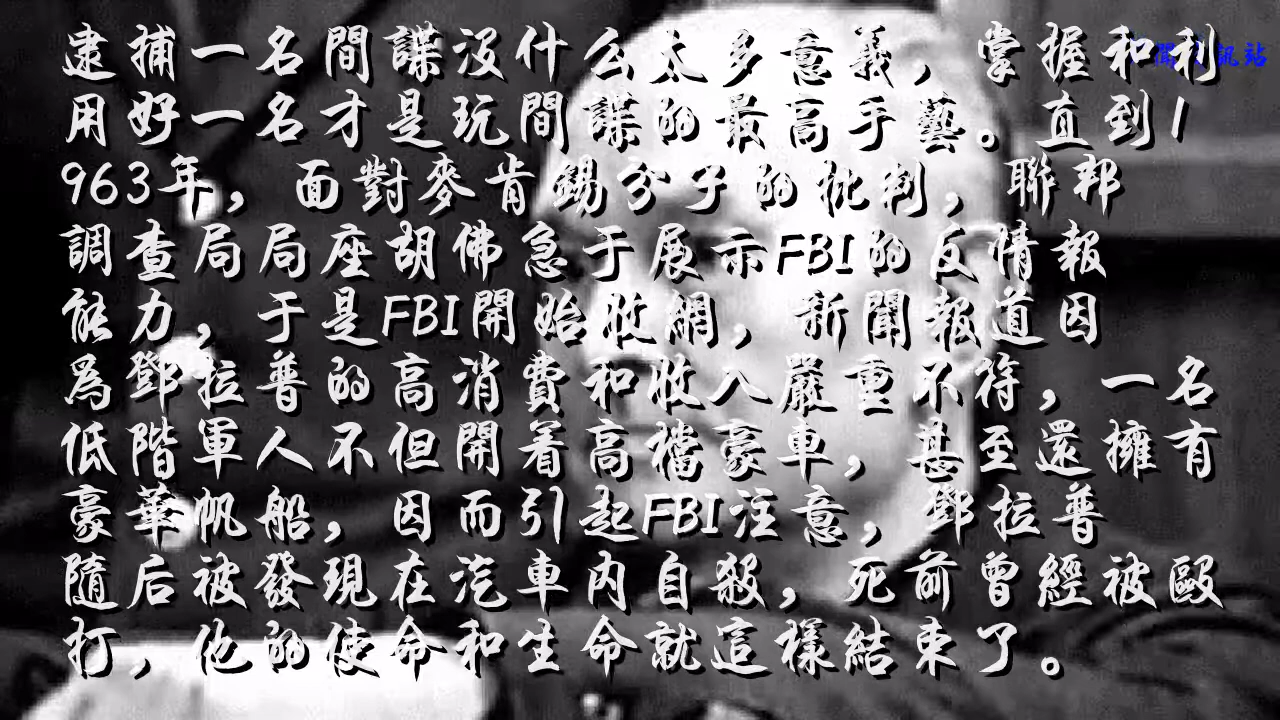 逮捕一名間諜沒什么太多意義，掌握和利
用好一名才是玩間諜的最高手藝。直到1
963年，面對麥肯錫分子的批判，聯邦
調查局局座胡佛急于展示FBI的反情報
能力，于是FBI開始收網，新聞報道因
為鄧拉普的高消費和收入嚴重不符，一名
低階軍人不但開着高檔豪車，甚至還擁有
豪華帆船，因而引起FBI注意，鄧拉普
隨后被發現在汽車內自殺，死前曾經被毆
打，他的使命和生命就這樣結束了。